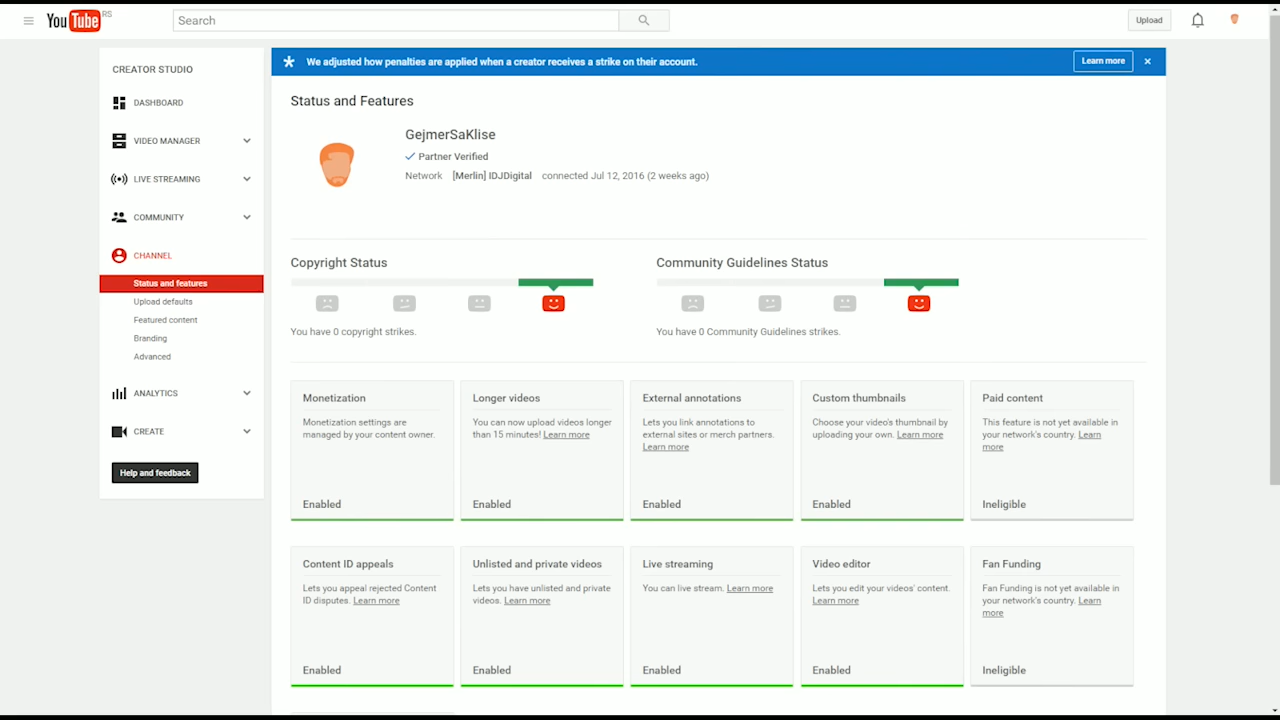 YouTube RS
Search
Upload
CREATOR STUDIO
DASHBOARD
VIDEO MANAGER
LIVE STREAMING
COMMUNITY
CHANNEL
Status and features
Upload defaults
Featured content
Branding
Advanced
ANALYTICS
CREATE
Help and feedback
We adjusted how penalties are applied when a creator receives a strike on their account.
Learn more
Status and Features
GejmerSaKlise
Partner Verified
Network [Merlin] IDJDigital connected Jul 12, 2016 (2 weeks ago)
Copyright Status
You have 0 copyright strikes.
Community Guidelines Status
You have 0 Community Guidelines strikes.
Monetization
Monetization settings are
managed by your content owner.
Enabled
Longer videos
You can now upload videos longer
than 15 minutes! Learn more
Enabled
External annotations
Lets you link annotations to
external sites or merch partners.
Learn more
Enabled
Custom thumbnails
Choose your video's thumbnail by
uploading your own. Learn more
Enabled
Paid content
This feature is not yet available in
your network's country. Learn
more
Ineligible
Content ID appeals
Lets you appeal rejected Content
ID disputes. Learn more
Enabled
Unlisted and private videos
Lets you have unlisted and private
videos. Learn more
Enabled
Live streaming
You can live stream. Learn more
Enabled
Video editor
Lets you edit your videos' content.
Learn more
Enabled
Fan Funding
Fan Funding is not yet available in
your network's country. Learn
more
Ineligible